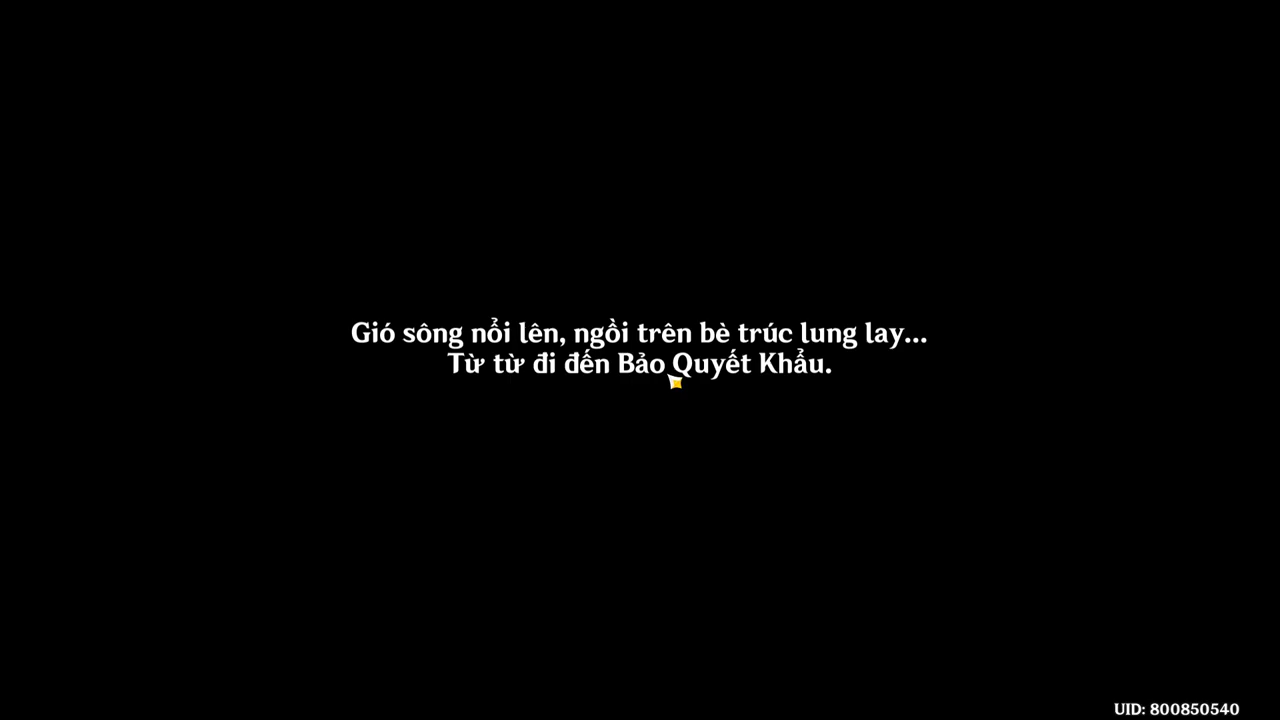 Gió sông nổi lên, ngồi trên bè trúc lung lay...
Từ từ đi đến Bảo Quyết Khẩu.
UID: 800850540